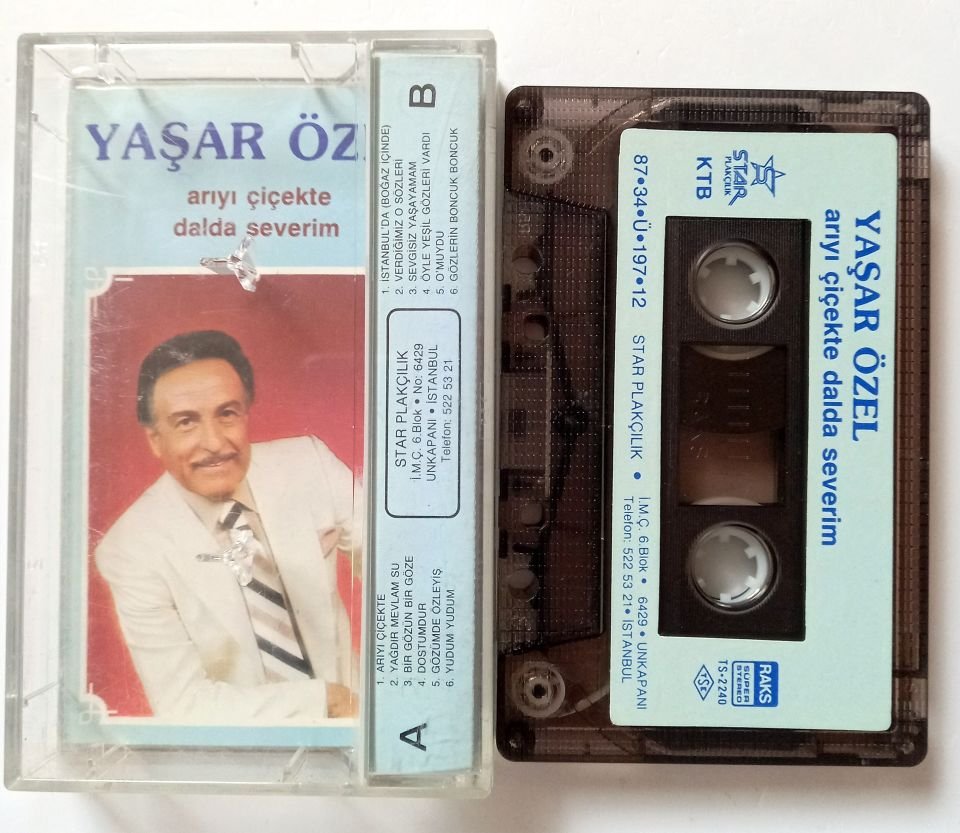 YAŞAR ÖZ
arıyı çiçekte
dalda severim
B
1. İSTANBUL'DA (BOĞAZ İÇİNDE)
2. VERDİĞİMİZ O SÖZLERİ
3. SEVGİSİZ YAŞAYAMAM
4. ÖYLE YEŞİL GÖZLERİ VARDI
5. O'MUYDU
6. GÖZLERİN BONCUK BONCUK
STAR PLAKÇILIK
İ.M.Ç. 6.Blok • No: 6429
UNKAPANI • İSTANBUL
Telefon: 522 53 21
A
1. ARIYI ÇİÇEKTE
2. YAĞDIR MEVLAM SU
3. BİR GÖZÜN BİR GÖZE
4. DOSTUMDUR
5. GÖZÜMDE ÖZLEYİŞ
6. YUDUM YUDUM
YAŞAR ÖZEL
arıyı çiçekte dalda severim
STAR
PLAKÇILIK
KTB
87•34•Ü•197•12
STAR PLAKÇILIK • İ.M.Ç. 6.Blok • 6429 • UNKAPANI
Telefon: 522 53 21• İSTANBUL
RAKS
SÜPER
STEREO
TS•2240
TSE